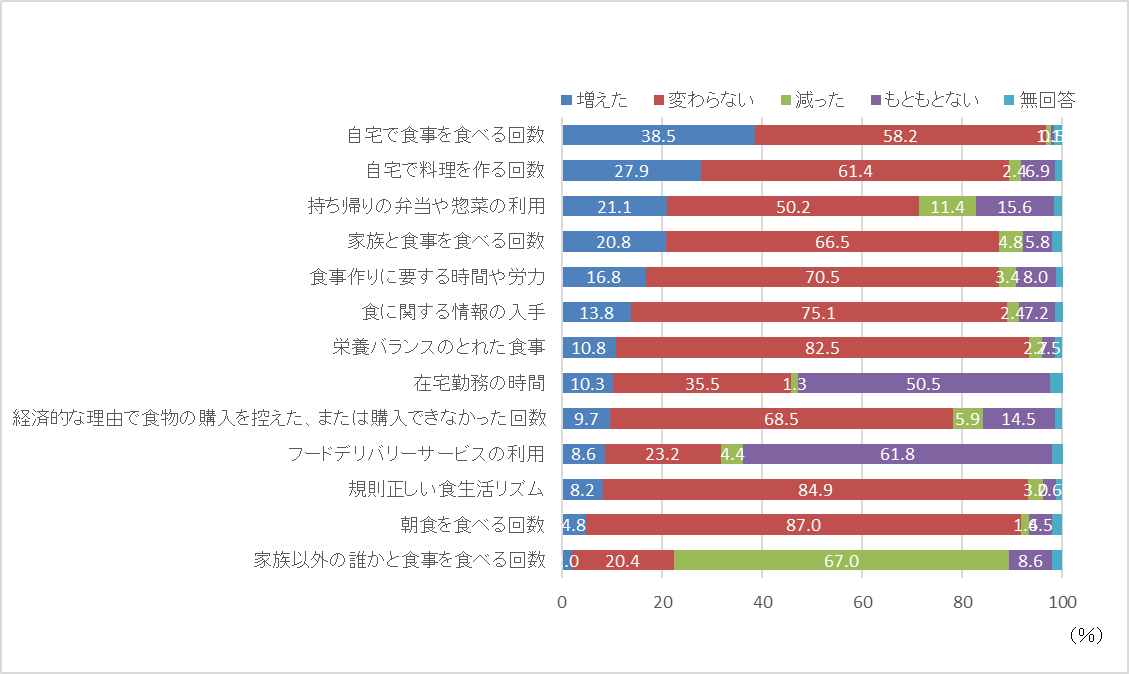 増えた 変わらない 減った もともとない 無回答
自宅で食事を食べる回数 38.5 58.2
自宅で料理を作る回数 27.9 61.4 2.4 6.9
持ち帰りの弁当や惣菜の利用 21.1 50.2 11.4 15.6
家族と食事を食べる回数 20.8 66.5 4.8 5.8
食事作りに要する時間や労力 16.8 70.5 3.4 8.0
食に関する情報の入手 13.8 75.1 2.4 7.2
栄養バランスのとれた食事 10.8 82.5
在宅勤務の時間 10.3 35.5 1.3 50.5
経済的な理由で食物の購入を控えた、または購入できなかった回数 9.7 68.5 5.9 14.5
フードデリバリーサービスの利用 8.6 23.2 4.4 61.8
規則正しい食生活リズム 8.2 84.9
朝食を食べる回数 4.8 87.0
家族以外の誰かと食事を食べる回数 20.4 67.0 8.6
0 20 40 60 80 100
(%)